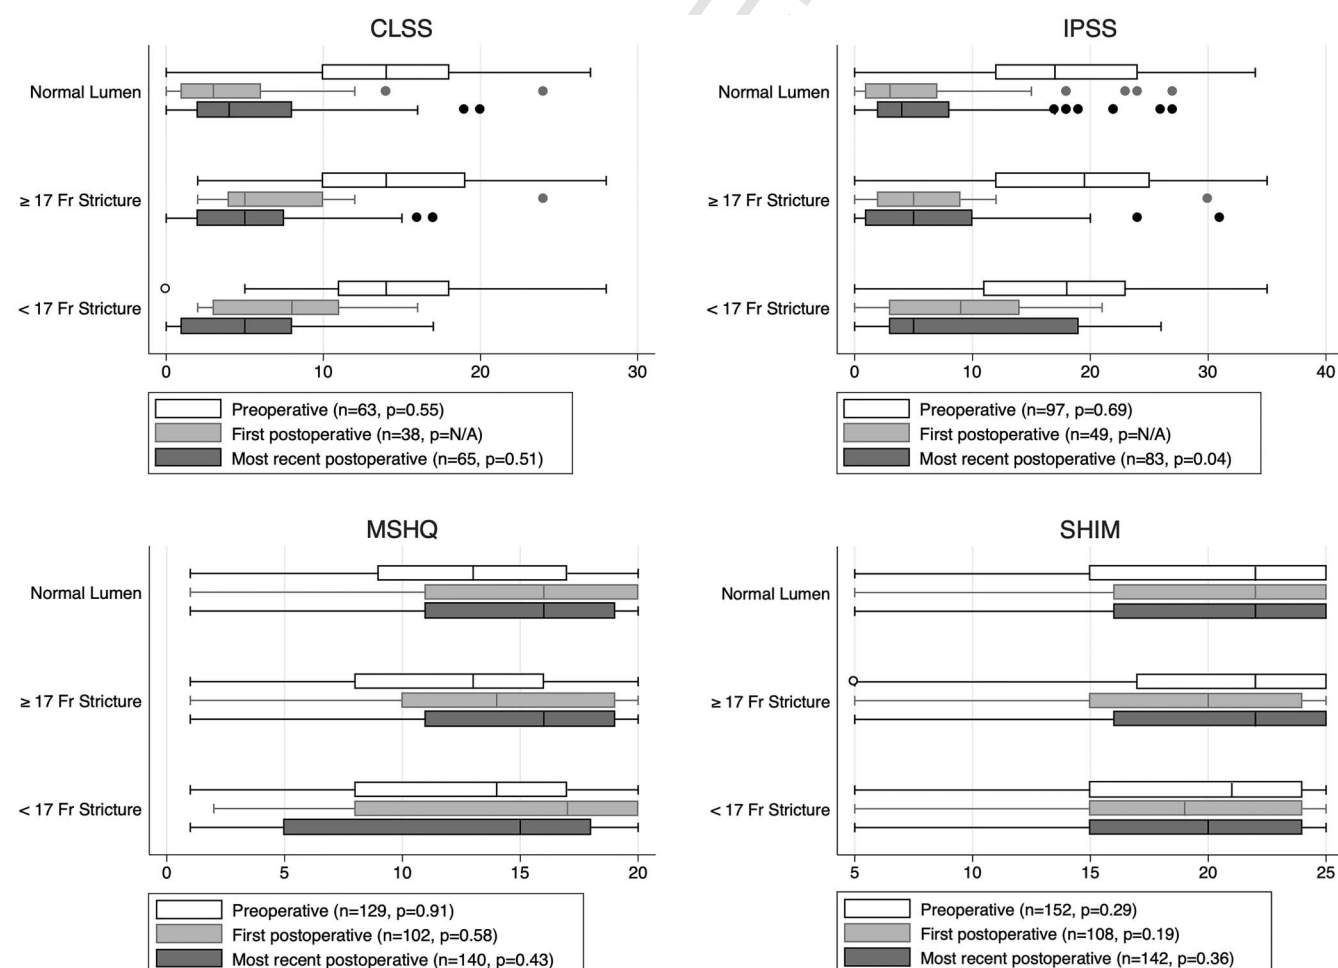 CLSS
Normal Lumen
≥ 17 Fr Stricture
< 17 Fr Stricture
0 10 20 30
Preoperative (n=63, p=0.55)
First postoperative (n=38, p=N/A)
Most recent postoperative (n=65, p=0.51)
IPSS
Normal Lumen
≥ 17 Fr Stricture
< 17 Fr Stricture
0 10 20 30 40
Preoperative (n=97, p=0.69)
First postoperative (n=49, p=N/A)
Most recent postoperative (n=83, p=0.04)
MSHQ
Normal Lumen
≥ 17 Fr Stricture
< 17 Fr Stricture
0 5 10 15 20
Preoperative (n=129, p=0.91)
First postoperative (n=102, p=0.58)
Most recent postoperative (n=140, p=0.43)
SHIM
Normal Lumen
≥ 17 Fr Stricture
< 17 Fr Stricture
5 10 15 20 25
Preoperative (n=152, p=0.29)
First postoperative (n=108, p=0.19)
Most recent postoperative (n=142, p=0.36)